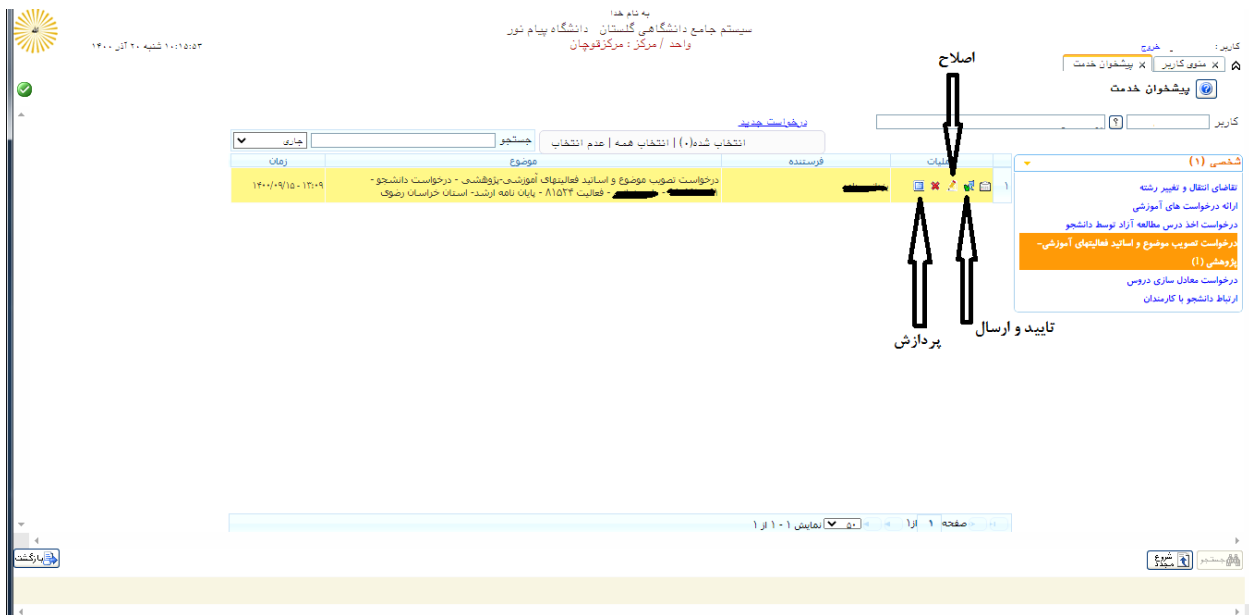 به نام خدا
سیستم جامع دانشگاهی گلستان دانشگاه پیام نور
واحد / مرکز : مرکزقوچان
۱۰:۱۵:۵۳ شنبه ۲۰ آذر ۱۴۰۰
کاربر : خروج
× منوی کاربر × پیشخوان خدمت
پیشخوان خدمت
اصلاح
کاربر ؟
درخواست جدید
انتخاب شده(۰) | انتخاب همه | عدم انتخاب جستجو جاری
عملیات فرستنده موضوع زمان
۱
درخواست تصویب موضوع و اساتید فعالیتهای آموزشی-پژوهشی - درخواست دانشجو -
- فعالیت ۸۱۵۲۴ - پایان نامه ارشد- استان خراسان رضوی
۱۴۰۰/۰۹/۱۵ - ۱۳:۰۹
شخصی (۱)
تقاضای انتقال و تغییر رشته
ارائه درخواست های آموزشی
درخواست اخذ درس مطالعه آزاد توسط دانشجو
درخواست تصویب موضوع و اساتید فعالیتهای آموزشی-
پژوهشی (۱)
درخواست معادل سازی دروس
ارتباط دانشجو با کارمندان
تایید و ارسال
پردازش
صفحه ۱ از۱ ۵۰ نمایش ۱ - ۱ از ۱
جستجو شروع مجدد بازگشت